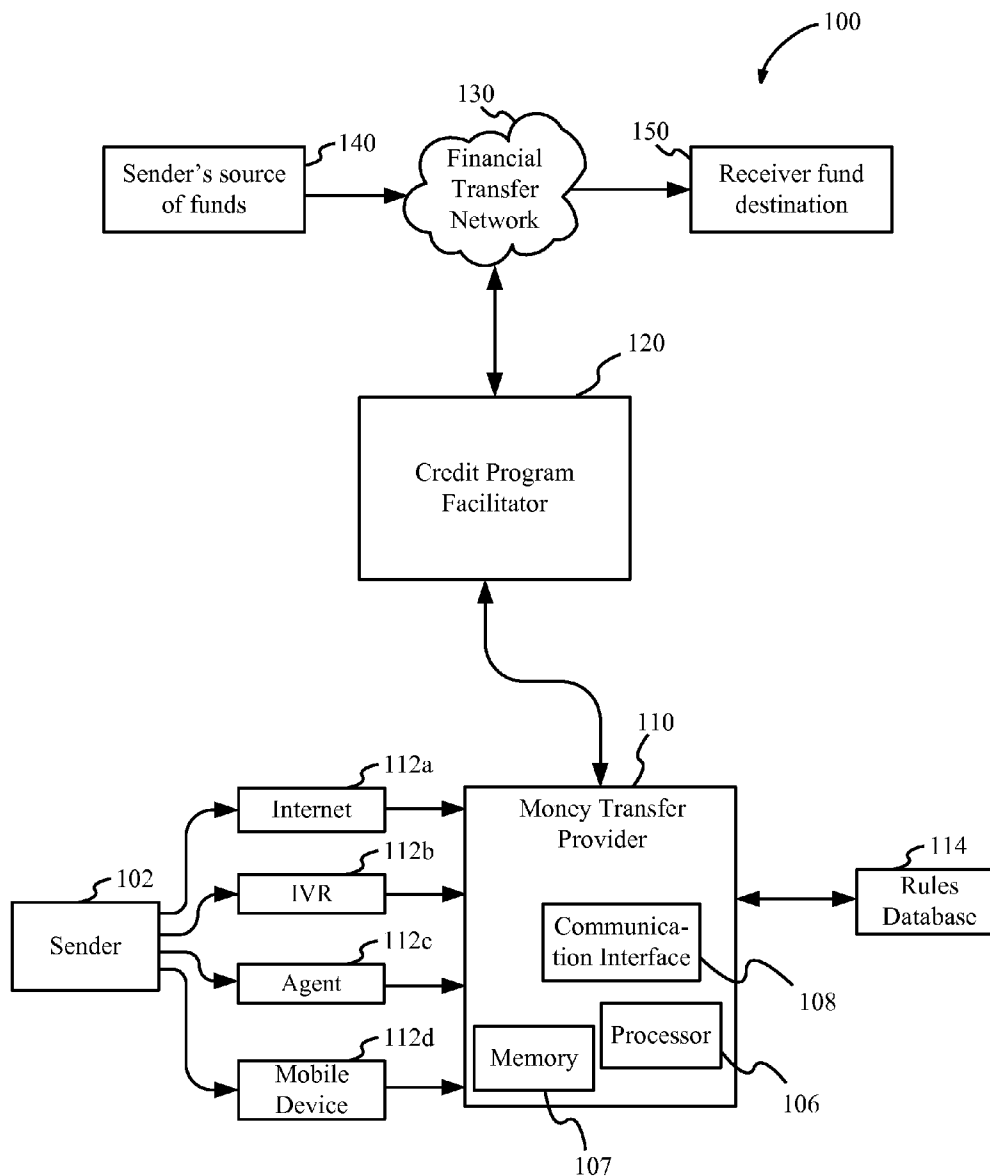 100
130
140
150
Sender's source
of funds
Financial
Transfer
Network
Receiver fund
destination
120
Credit Program
Facilitator
110
112a
Internet
Money Transfer
Provider
112b
IVR
114
Rules
Database
102
Sender
112c
Agent
Communica-
tion Interface
108
112d
Mobile
Device
Memory
Processor
106
107